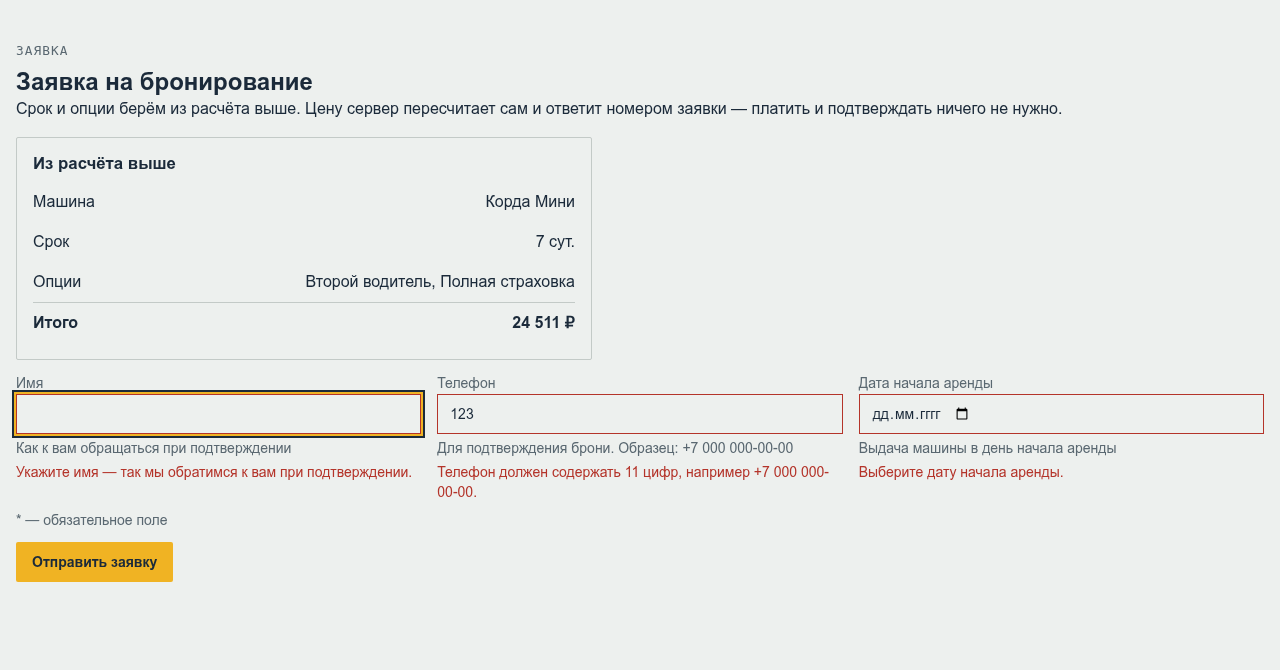 ЗАЯВКА
Заявка на бронирование
Срок и опции берём из расчёта выше. Цену сервер пересчитает сам и ответит номером заявки — платить и подтверждать ничего не нужно.
Из расчёта выше
Машина Корда Мини
Срок 7 сут.
Опции Второй водитель, Полная страховка
Итого 24 511 ₽
Имя
Как к вам обращаться при подтверждении
Укажите имя — так мы обратимся к вам при подтверждении.
Телефон
123
Для подтверждения брони. Образец: +7 000 000-00-00
Телефон должен содержать 11 цифр, например +7 000 000-
00-00.
Дата начала аренды
дд.мм.гггг
Выдача машины в день начала аренды
Выберите дату начала аренды.
* — обязательное поле
Отправить заявку